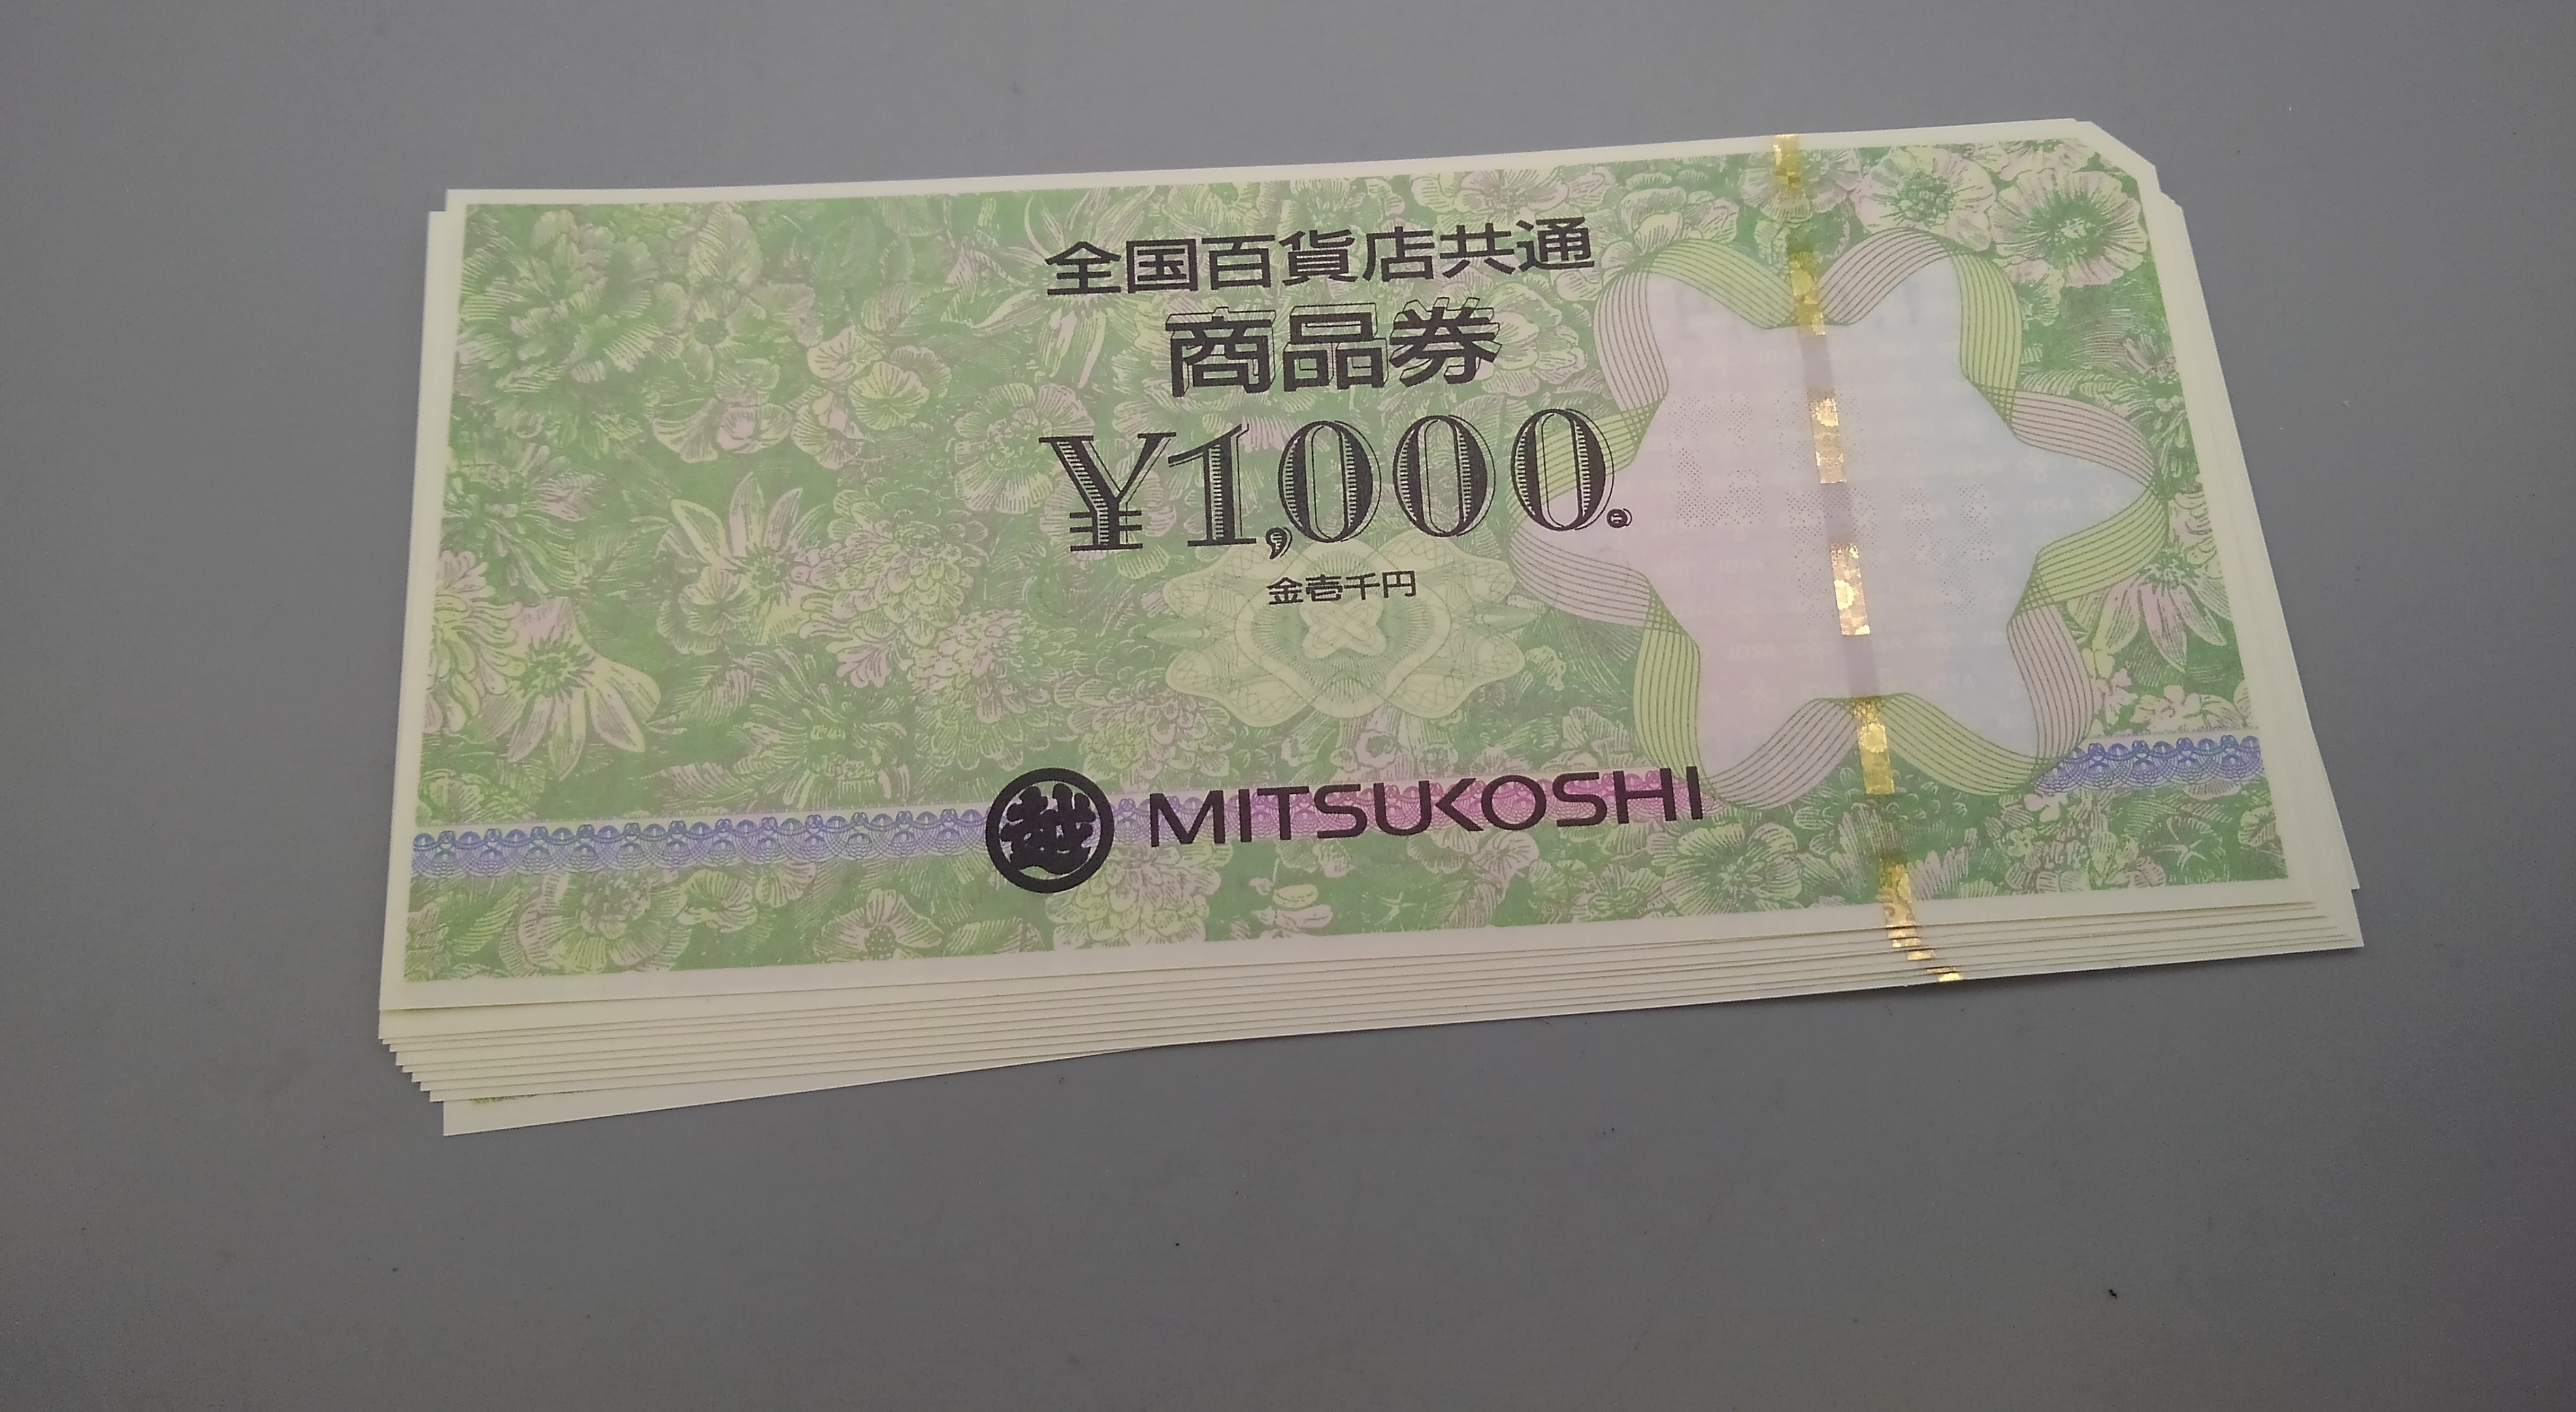 全国百貨店共通
商品券
¥1,000.
金壱千円
越 MITSUKOSHI